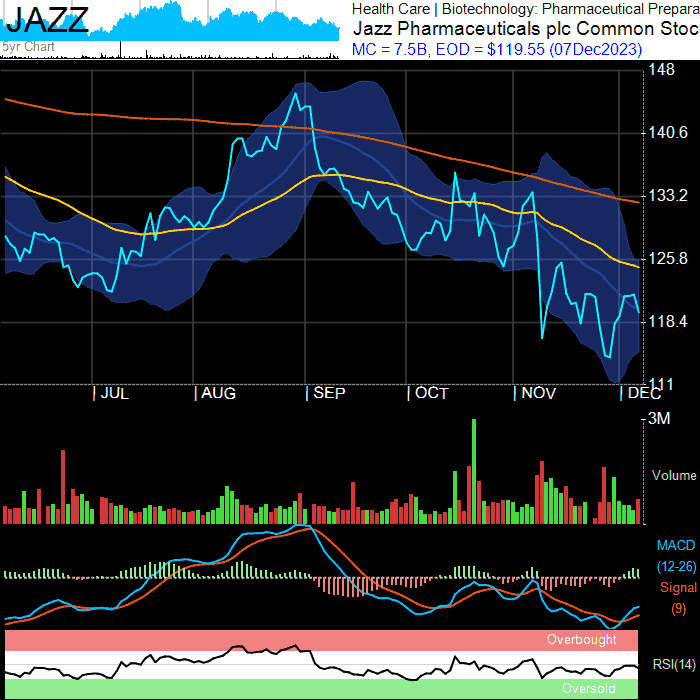 JAZZ
5yr Chart
Health Care | Biotechnology: Pharmaceutical Prepara
Jazz Pharmaceuticals plc Common Stoc
MC = 7.5B, EOD = $119.55 (07Dec2023)
148
140.6
133.2
125.8
118.4
111
JUL AUG SEP OCT NOV DEC
3M
Volume
MACD
(12-26)
Signal
(9)
Overbought
RSI(14)
Oversold